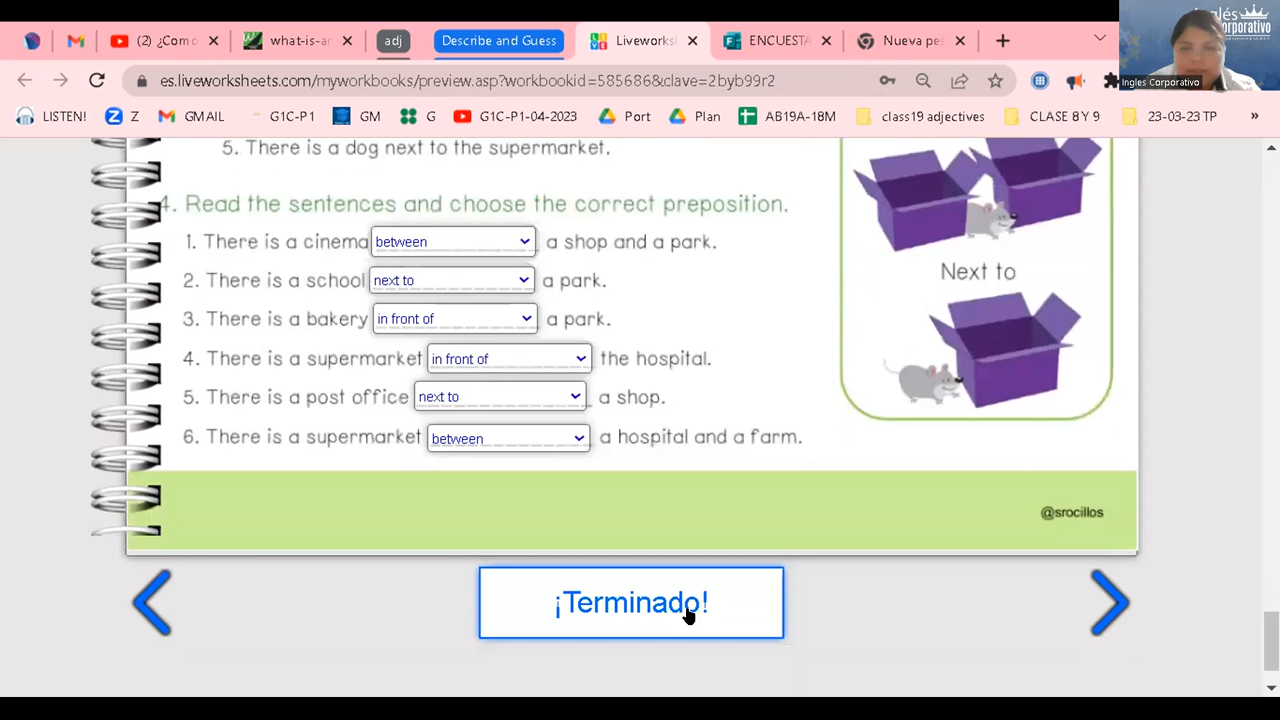 (2) ¿Com
what-is-ar
adj
Describe and Guess
Livework
ENCUESTA
Nueva pe
Inglés
Corporativo
es.liveworksheets.com/myworkbooks/preview.asp?workbookid=585686&clave=2byb99r2
Ingles Corporativo
LISTEN!
Z
GMAIL
G1C-P1
GM
G
G1C-P1-04-2023
Port
Plan
AB19A-18M
class19 adjectives
CLASE 8Y 9
23-03-23 TP
»
5. There is a dog next to the supermarket.
4. Read the sentences and choose the correct preposition.
1. There is a cinema between a shop and a park.
2. There is a school next to a park.
3. There is a bakery in front of a park.
4. There is a supermarket in front of the hospital.
5. There is a post office next to a shop.
6. There is a supermarket between a hospital and a farm.
Next to
@srocillos
¡Terminado!